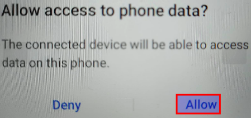 Allow access to phone data?
The connected device will be able to access
data on this phone.
Deny Allow